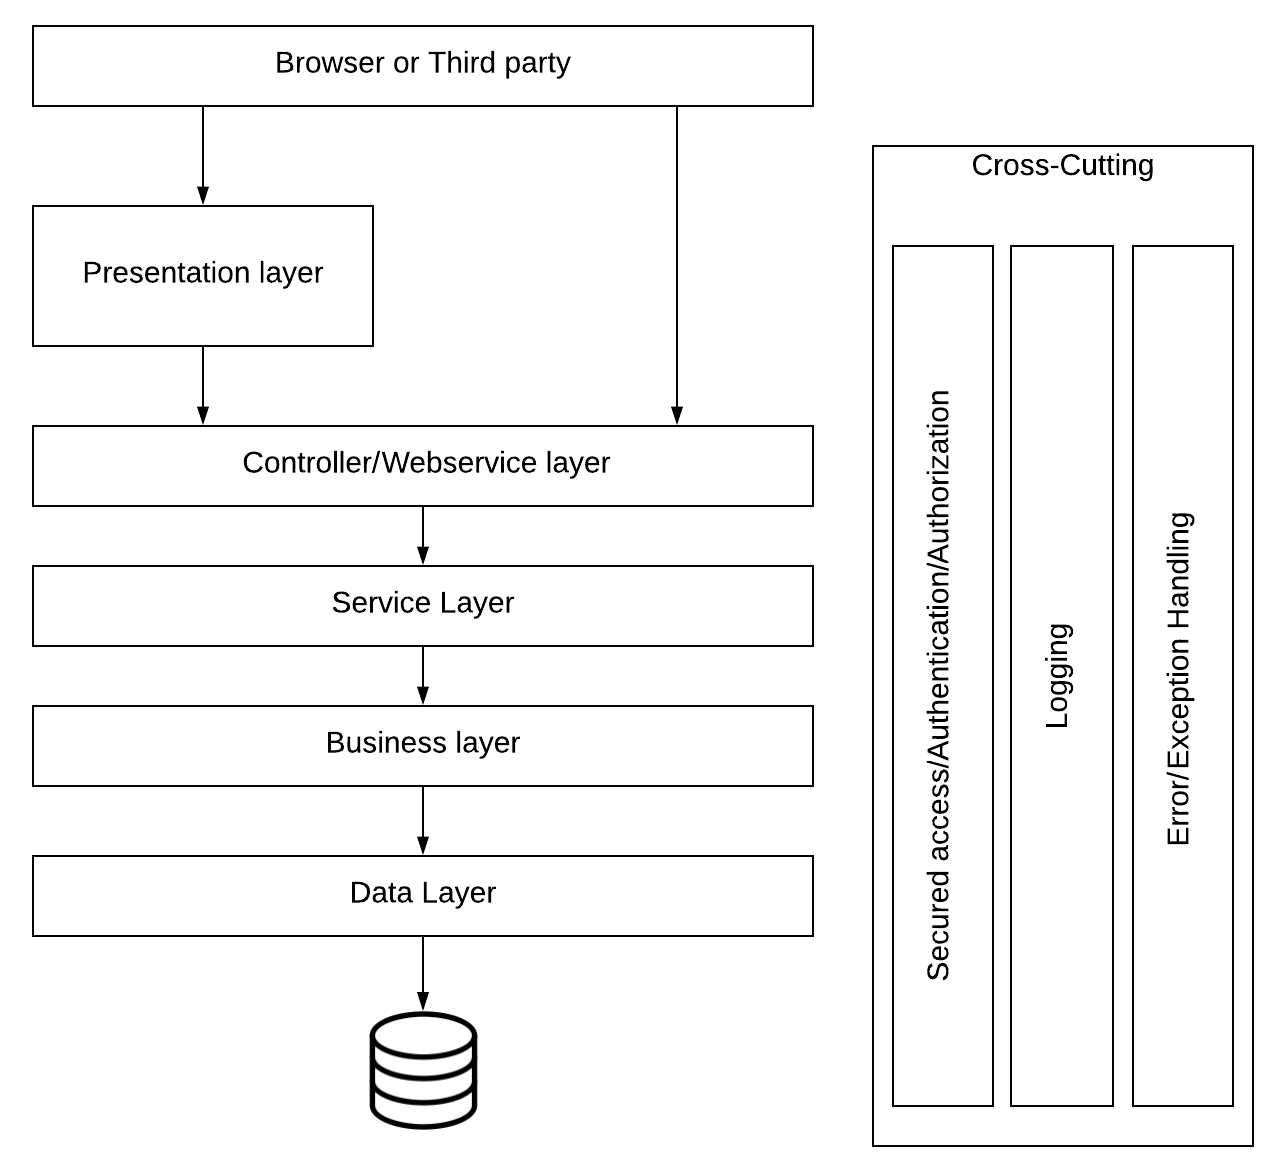 Browser or Third party
Presentation layer
Controller/Webservice layer
Service Layer
Business layer
Data Layer
Cross-Cutting
Secured access/Authentication/Authorization
Logging
Error/Exception Handling